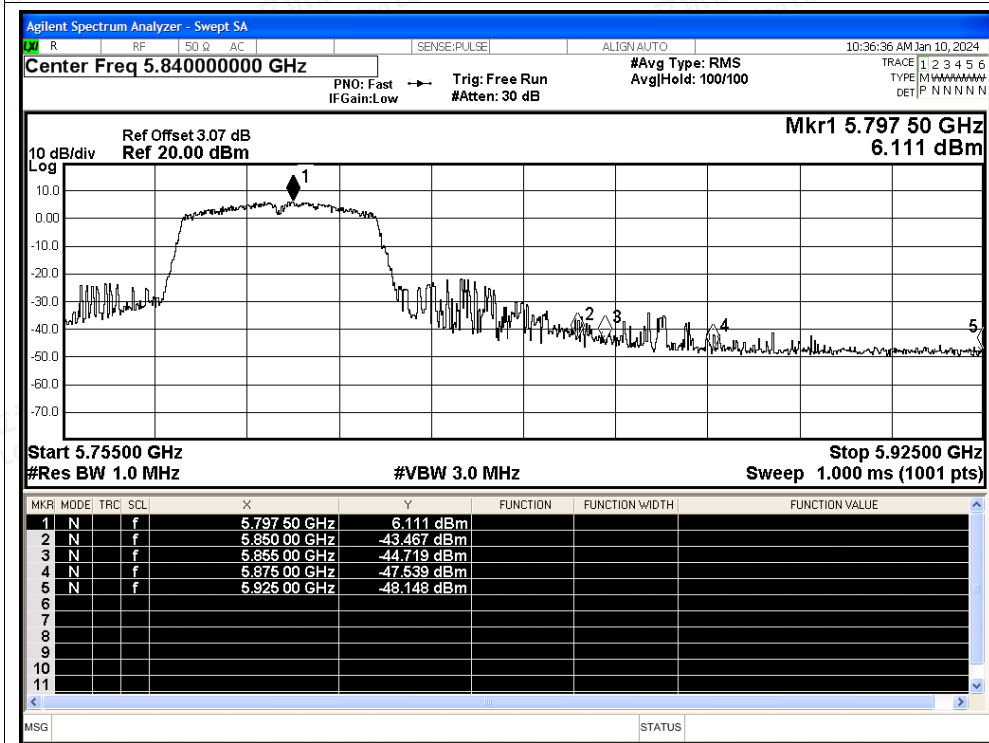 Agilent Spectrum Analyzer - Swept SA
LXI R RF 50 Ω AC SENSE:PULSE ALIGN AUTO 10:36:36 AM Jan 10, 2024
Center Freq 5.840000000 GHz
PNO: Fast
IFGain:Low
Trig: Free Run
#Atten: 30 dB
#Avg Type: RMS
Avg|Hold: 100/100
TRACE 1 2 3 4 5 6
TYPE M WWWWW
DET P N N N N N
Mkr1 5.797 50 GHz
6.111 dBm
Ref Offset 3.07 dB
10 dB/div Ref 20.00 dBm
Log
10.0
0.00
-10.0
-20.0
-30.0
-40.0
-50.0
-60.0
-70.0
1
2
3
4
5
Start 5.75500 GHz Stop 5.92500 GHz
#Res BW 1.0 MHz #VBW 3.0 MHz Sweep 1.000 ms (1001 pts)
MKR MODE TRC SCL X Y FUNCTION FUNCTION WIDTH FUNCTION VALUE
1 N f 5.797 50 GHz 6.111 dBm
2 N f 5.850 00 GHz -43.467 dBm
3 N f 5.855 00 GHz -44.719 dBm
4 N f 5.875 00 GHz -47.539 dBm
5 N f 5.925 00 GHz -48.148 dBm
6
7
8
9
10
11
MSG STATUS